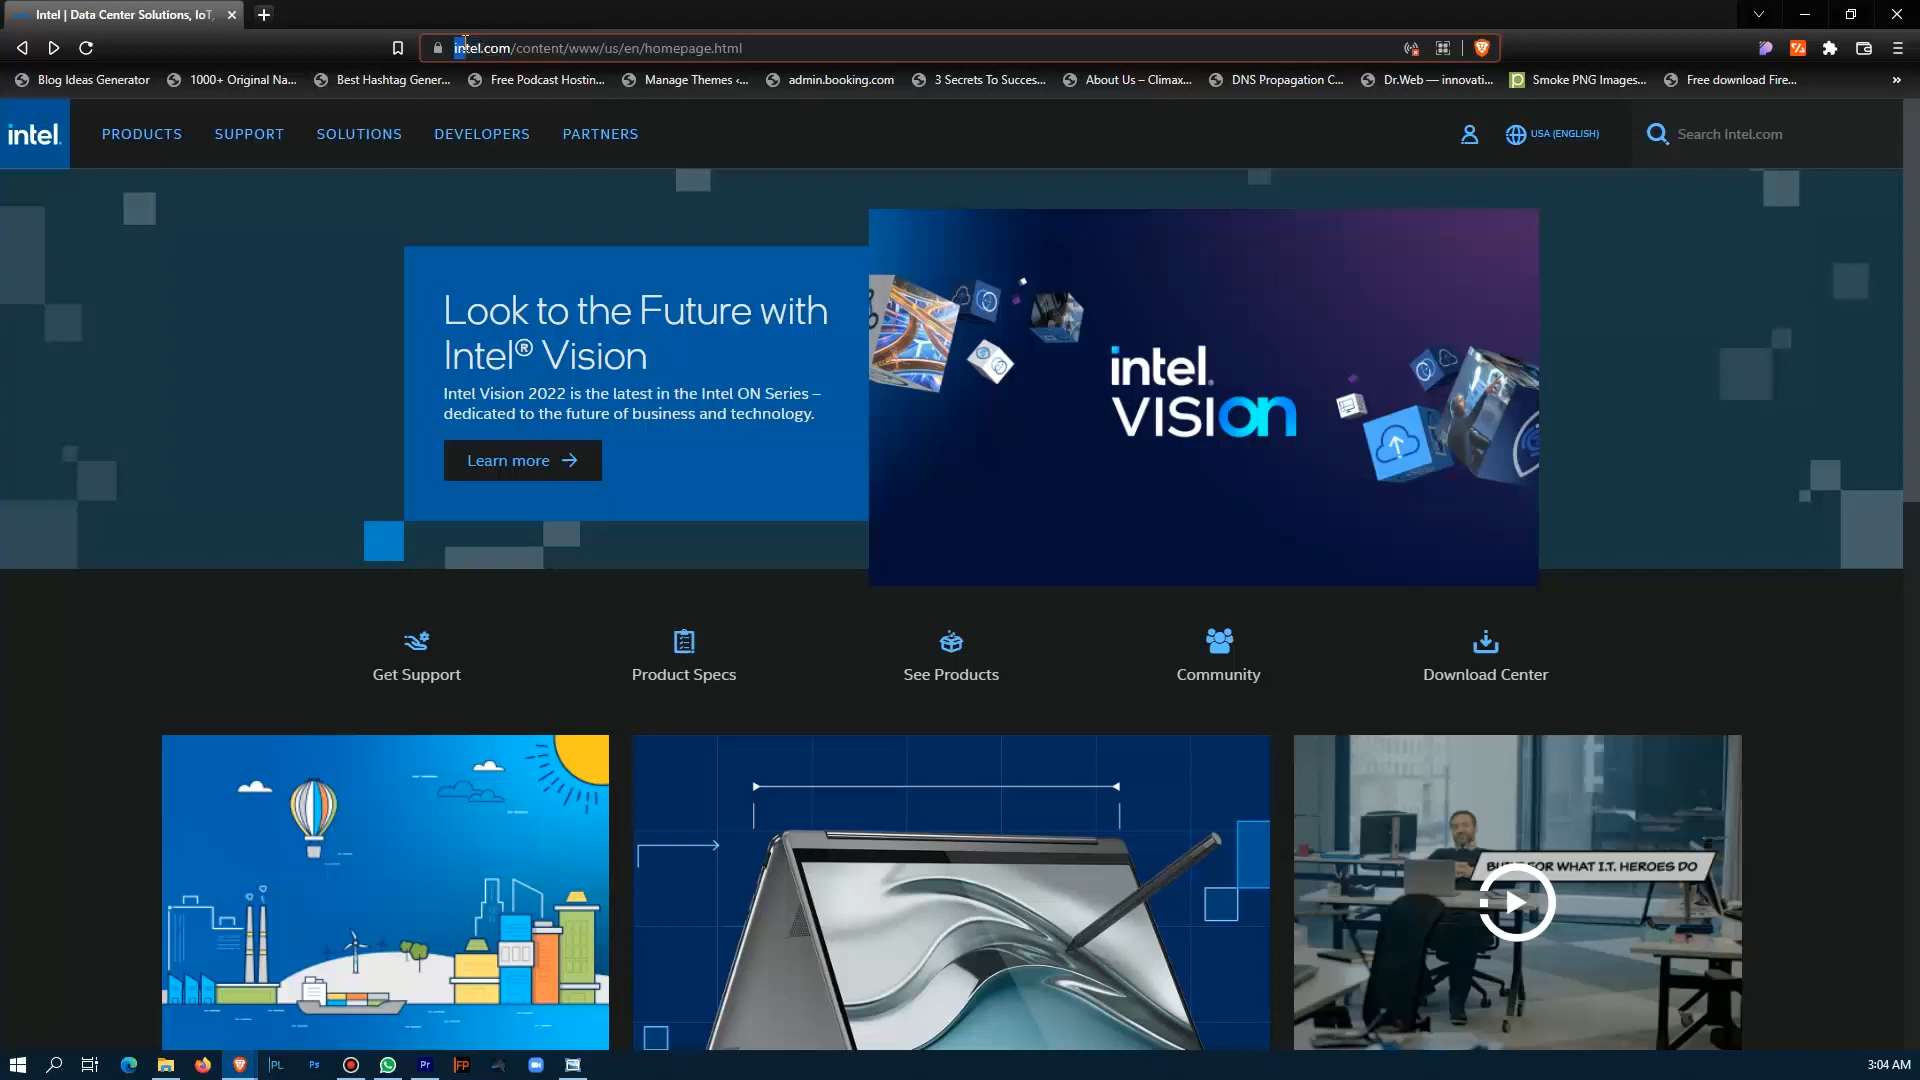 Intel | Data Center Solutions, IoT,
intel.com/content/www/us/en/homepage.html
Blog Ideas Generator
1000+ Original Na...
Best Hashtag Gener...
Free Podcast Hostin...
Manage Themes ‹...
admin.booking.com
3 Secrets To Succes...
About Us – Climax...
DNS Propagation C...
Dr.Web — innovati...
Smoke PNG Images...
Free download Fire...
»
intel.
PRODUCTS
SUPPORT
SOLUTIONS
DEVELOPERS
PARTNERS
USA (ENGLISH)
Search Intel.com
Look to the Future with
Intel® Vision
Intel Vision 2022 is the latest in the Intel ON Series –
dedicated to the future of business and technology.
Learn more
intel.
VISION
Get Support
Product Specs
See Products
Community
Download Center
FOR WHAT I.T. HEROES DO
PL
Ps
Pr
FP
3:04 AM